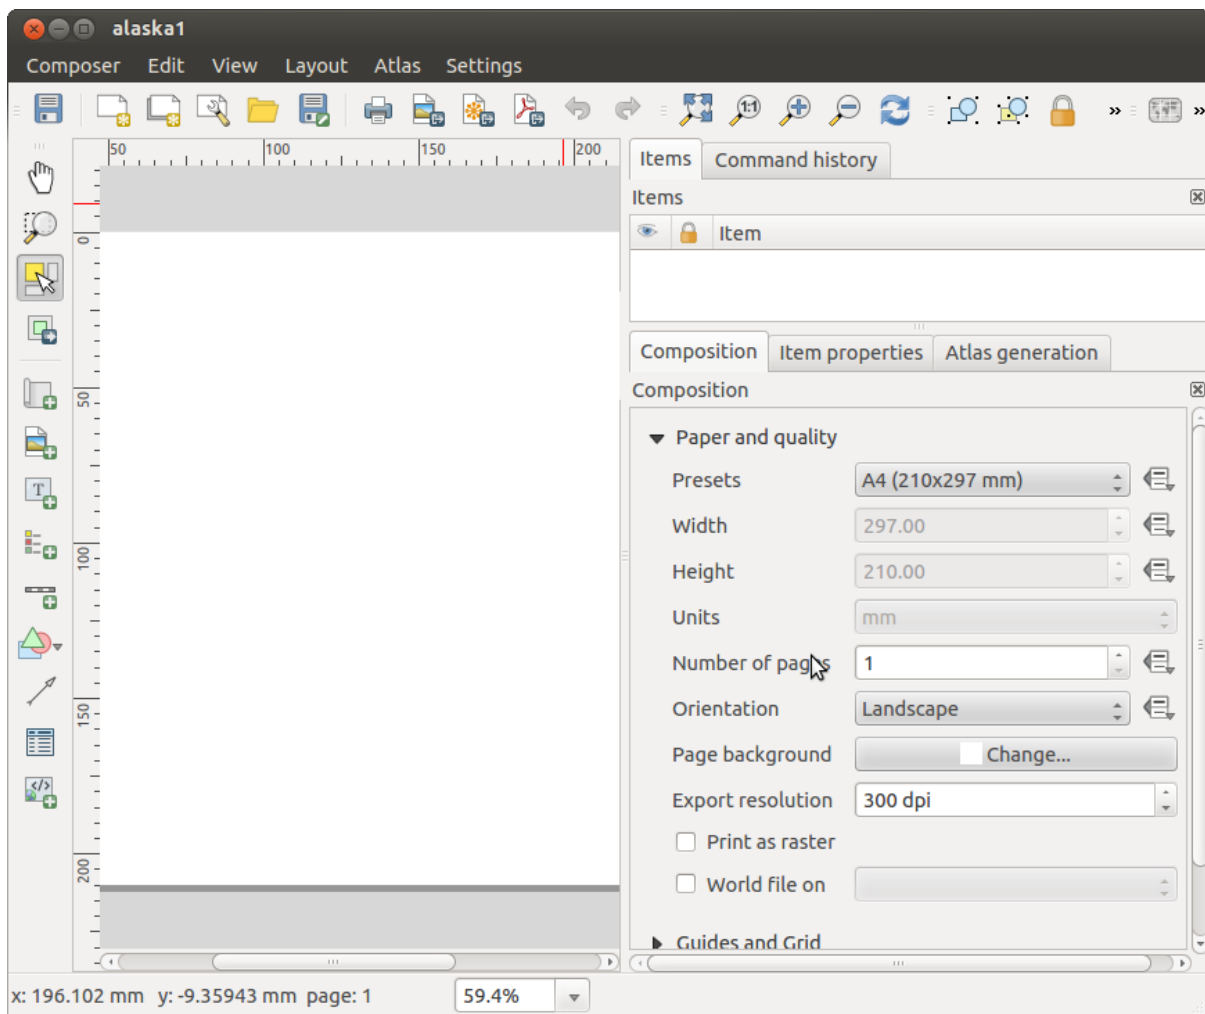 alaska1
Composer Edit View Layout Atlas Settings
1:1 » »
50 100 150 200
Items Command history
Items
Item
0
50
100
150
200
T
</>
Composition Item properties Atlas generation
Composition
Paper and quality
Presets A4 (210x297 mm)
Width 297.00
Height 210.00
Units mm
Number of pages 1
Orientation Landscape
Page background Change...
Export resolution 300 dpi
Print as raster
World file on
Guides and Grid
x: 196.102 mm y: -9.35943 mm page: 1 59.4%